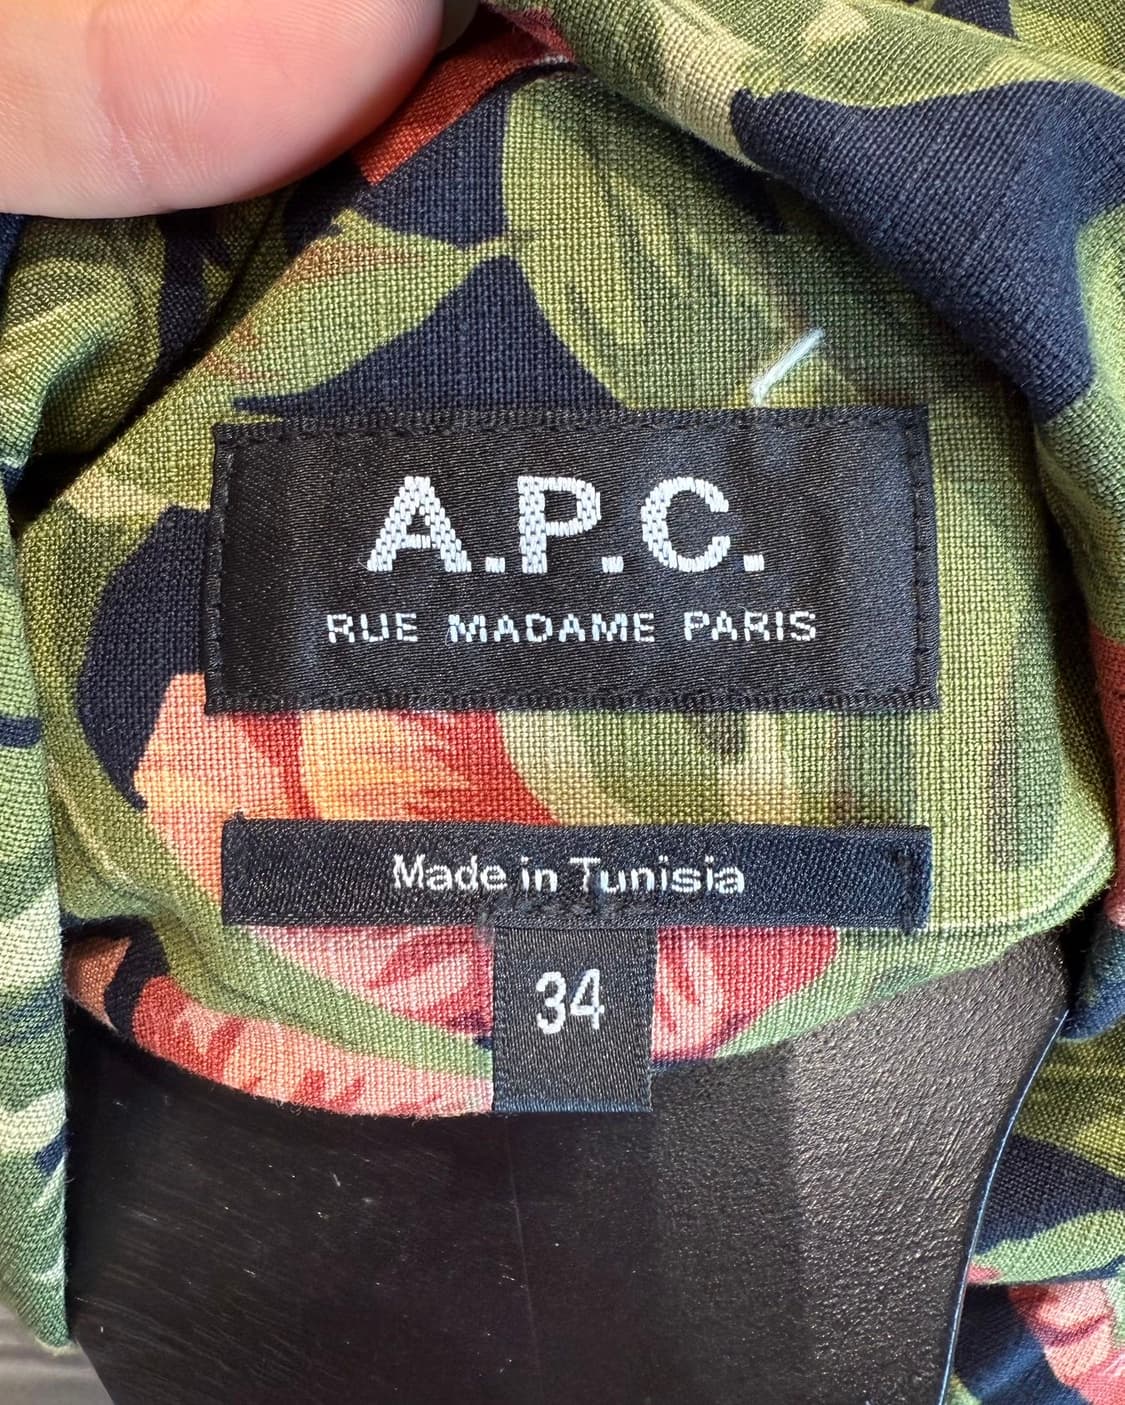 A.P.C.
RUE MADAME PARIS
Made in Tunisia
34